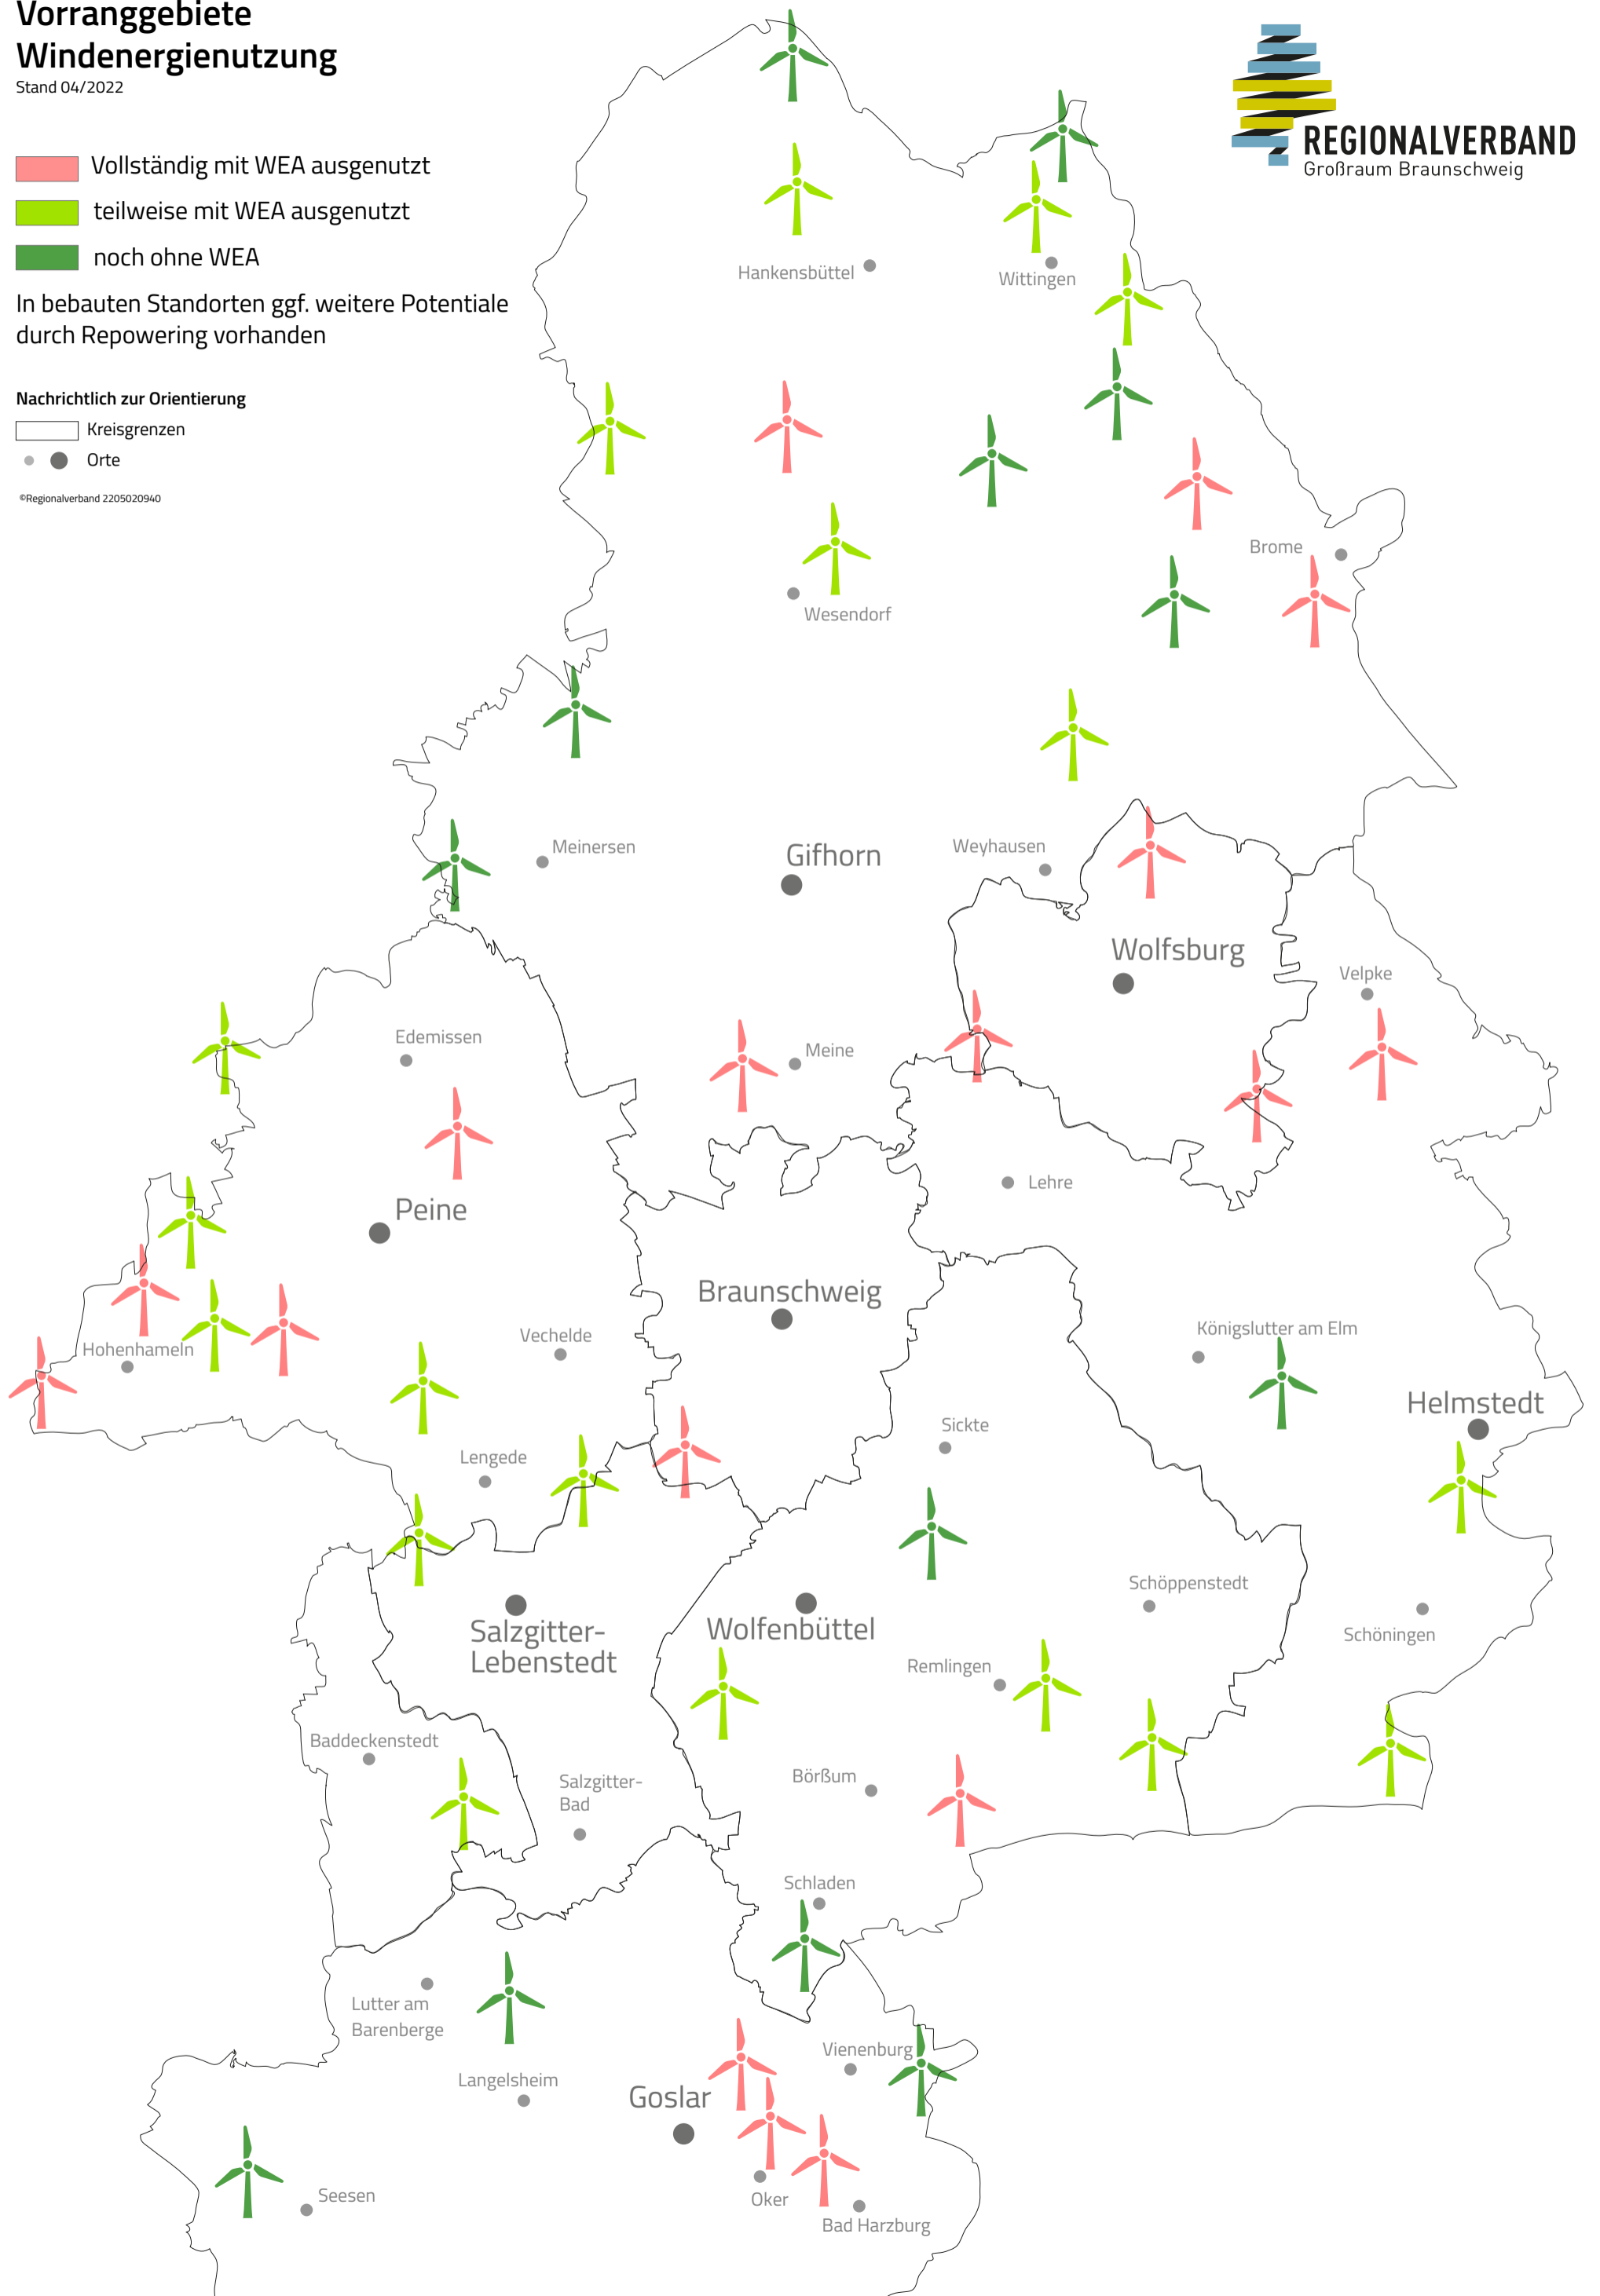 Vorranggebiete
Windenergienutzung
Stand 04/2022
Vollständig mit WEA ausgenutzt
teilweise mit WEA ausgenutzt
noch ohne WEA
In bebauten Standorten ggf. weitere Potentiale
durch Repowering vorhanden
Nachrichtlich zur Orientierung
Kreisgrenzen
Orte
©Regionalverband 2205020940
REGIONALVERBAND
Großraum Braunschweig
Hankensbüttel
Wittingen
Brome
Wesendorf
Meinersen
Gifhorn
Weyhausen
Wolfsburg
Velpke
Edemissen
Meine
Lehre
Peine
Braunschweig
Königslutter am Elm
Vechelde
Hohenhameln
Helmstedt
Sickte
Lengede
Schöppenstedt
Wolfenbüttel
Salzgitter-
Lebenstedt
Schöningen
Remlingen
Baddeckenstedt
Börßum
Salzgitter-
Bad
Schladen
Lutter am
Barenberge
Vienenburg
Langelsheim
Goslar
Seesen
Oker
Bad Harzburg